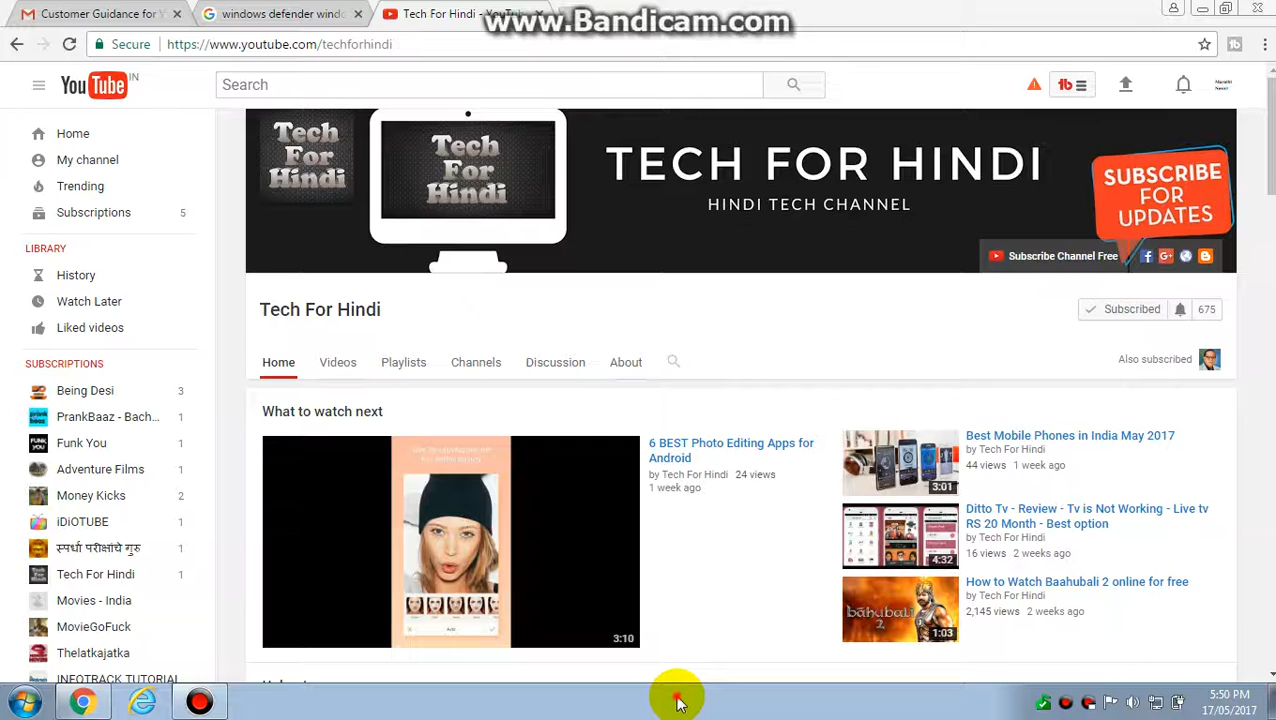 Customer Guidance for W
windows defender windo
Tech For Hindi - YouTube
www.Bandicam.com
Secure
https://www.youtube.com/techforhindi
YouTube IN
Search
Home
My channel
Trending
Subscriptions 5
LIBRARY
History
Watch Later
Liked videos
SUBSCRIPTIONS
Being Desi 3
PrankBaaz - Bach... 1
Funk You 1
Adventure Films 1
Money Kicks 2
iDiOTUBE 1
स्पर्धा परीक्षांचे गुरु 1
Tech For Hindi 1
Movies - India
MovieGoFuck
Thelatkajatka
INFOTRACK TUTORIAL
Tech
For
Hindi
Tech
For
Hindi
TECH FOR HINDI
HINDI TECH CHANNEL
SUBSCRIBE
FOR
UPDATES
Subscribe Channel Free
Tech For Hindi
Subscribed 675
Home Videos Playlists Channels Discussion About
Also subscribed
What to watch next
3:10
6 BEST Photo Editing Apps for
Android
by Tech For Hindi 24 views
1 week ago
3:01
Best Mobile Phones in India May 2017
by Tech For Hindi
44 views 1 week ago
4:32
Ditto Tv - Review - Tv is Not Working - Live tv
RS 20 Month - Best option
by Tech For Hindi
16 views 2 weeks ago
bahubali
1:03
How to Watch Baahubali 2 online for free
by Tech For Hindi
2,145 views 2 weeks ago
5:50 PM
17/05/2017